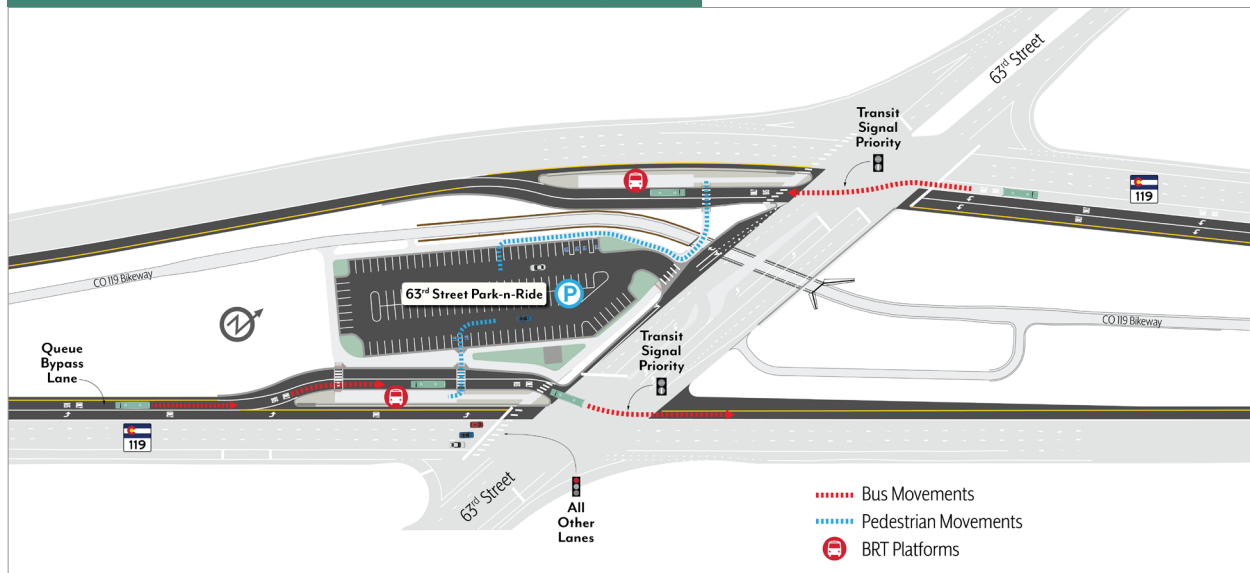 63rd Street
Transit
Signal
Priority
119
CO 119 Bikeway
63rd Street Park-n-Ride
P
CO 119 Bikeway
Transit
Signal
Priority
Queue
Bypass
Lane
119
63rd Street
All
Other
Lanes
Bus Movements
Pedestrian Movements
BRT Platforms